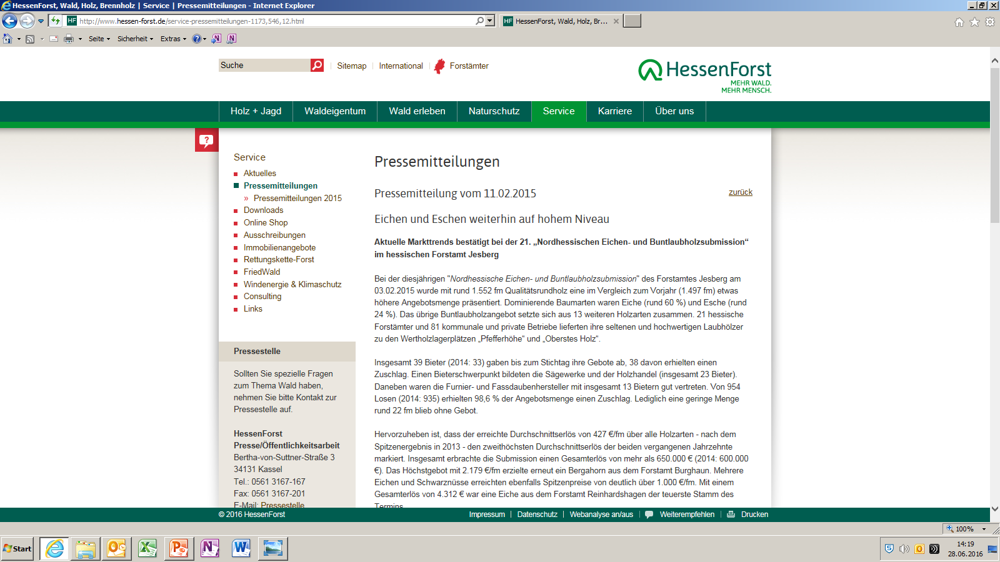 HessenForst, Wald, Holz, Brennholz | Service | Pressemitteilungen - Internet Explorer
http://www.hessen-forst.de/service-pressemitteilungen-1173,546,12.html
HF HessenForst, Wald, Holz, Br...
Seite Sicherheit Extras
Suche
Sitemap International Forstämter
HessenForst
MEHR WALD.
MEHR MENSCH.
Holz + Jagd Waldeigentum Wald erleben Naturschutz Service Karriere Über uns
Service
Aktuelles
Pressemitteilungen
» Pressemitteilungen 2015
Downloads
Online Shop
Ausschreibungen
Immobilienangebote
Rettungskette-Forst
FriedWald
Windenergie & Klimaschutz
Consulting
Links
Pressestelle
Sollten Sie spezielle Fragen
zum Thema Wald haben,
nehmen Sie bitte Kontakt zur
Pressestelle auf.
HessenForst
Presse/Öffentlichkeitsarbeit
Bertha-von-Suttner-Straße 3
34131 Kassel
Tel.: 0561 3167-167
Fax: 0561 3167-201
E-Mail: Pressestelle
Pressemitteilungen
Pressemitteilung vom 11.02.2015
zurück
Eichen und Eschen weiterhin auf hohem Niveau
Aktuelle Markttrends bestätigt bei der 21. „Nordhessischen Eichen- und Buntlaubholzsubmission“
im hessischen Forstamt Jesberg
Bei der diesjährigen "Nordhessische Eichen- und Buntlaubholzsubmission" des Forstamtes Jesberg am
03.02.2015 wurde mit rund 1.552 fm Qualitätsrundholz eine im Vergleich zum Vorjahr (1.497 fm) etwas
höhere Angebotsmenge präsentiert. Dominierende Baumarten waren Eiche (rund 60 %) und Esche (rund
24 %). Das übrige Buntlaubholzangebot setzte sich aus 13 weiteren Holzarten zusammen. 21 hessische
Forstämter und 81 kommunale und private Betriebe lieferten ihre seltenen und hochwertigen Laubhölzer
zu den Wertholzlagerplätzen „Pfefferhöhe“ und „Oberstes Holz“.
Insgesamt 39 Bieter (2014: 33) gaben bis zum Stichtag ihre Gebote ab, 38 davon erhielten einen
Zuschlag. Einen Bieterschwerpunkt bildeten die Sägewerke und der Holzhandel (insgesamt 23 Bieter).
Daneben waren die Furnier- und Fassdaubenhersteller mit insgesamt 13 Bietern gut vertreten. Von 954
Losen (2014: 935) erhielten 98,6 % der Angebotsmenge einen Zuschlag. Lediglich eine geringe Menge
rund 22 fm blieb ohne Gebot.
Hervorzuheben ist, dass der erreichte Durchschnittserlös von 427 €/fm über alle Holzarten - nach dem
Spitzenergebnis in 2013 - den zweithöchsten Durchschnittserlös der beiden vergangenen Jahrzehnte
markiert. Insgesamt erbrachte die Submission einen Gesamterlös von mehr als 650.000 € (2014: 600.000
€). Das Höchstgebot mit 2.179 €/fm erzielte erneut ein Bergahorn aus dem Forstamt Burghaun. Mehrere
Eichen und Schwarznüsse erreichten ebenfalls Spitzenpreise von deutlich über 1.000 €/fm. Mit einem
Gesamterlös von 4.312 € war eine Eiche aus dem Forstamt Reinhardshagen der teuerste Stamm des
Termins
© 2016 HessenForst
Impressum | Datenschutz | Webanalyse an/aus | Weiterempfehlen | Drucken
100%
Start
14:19
28.06.2016